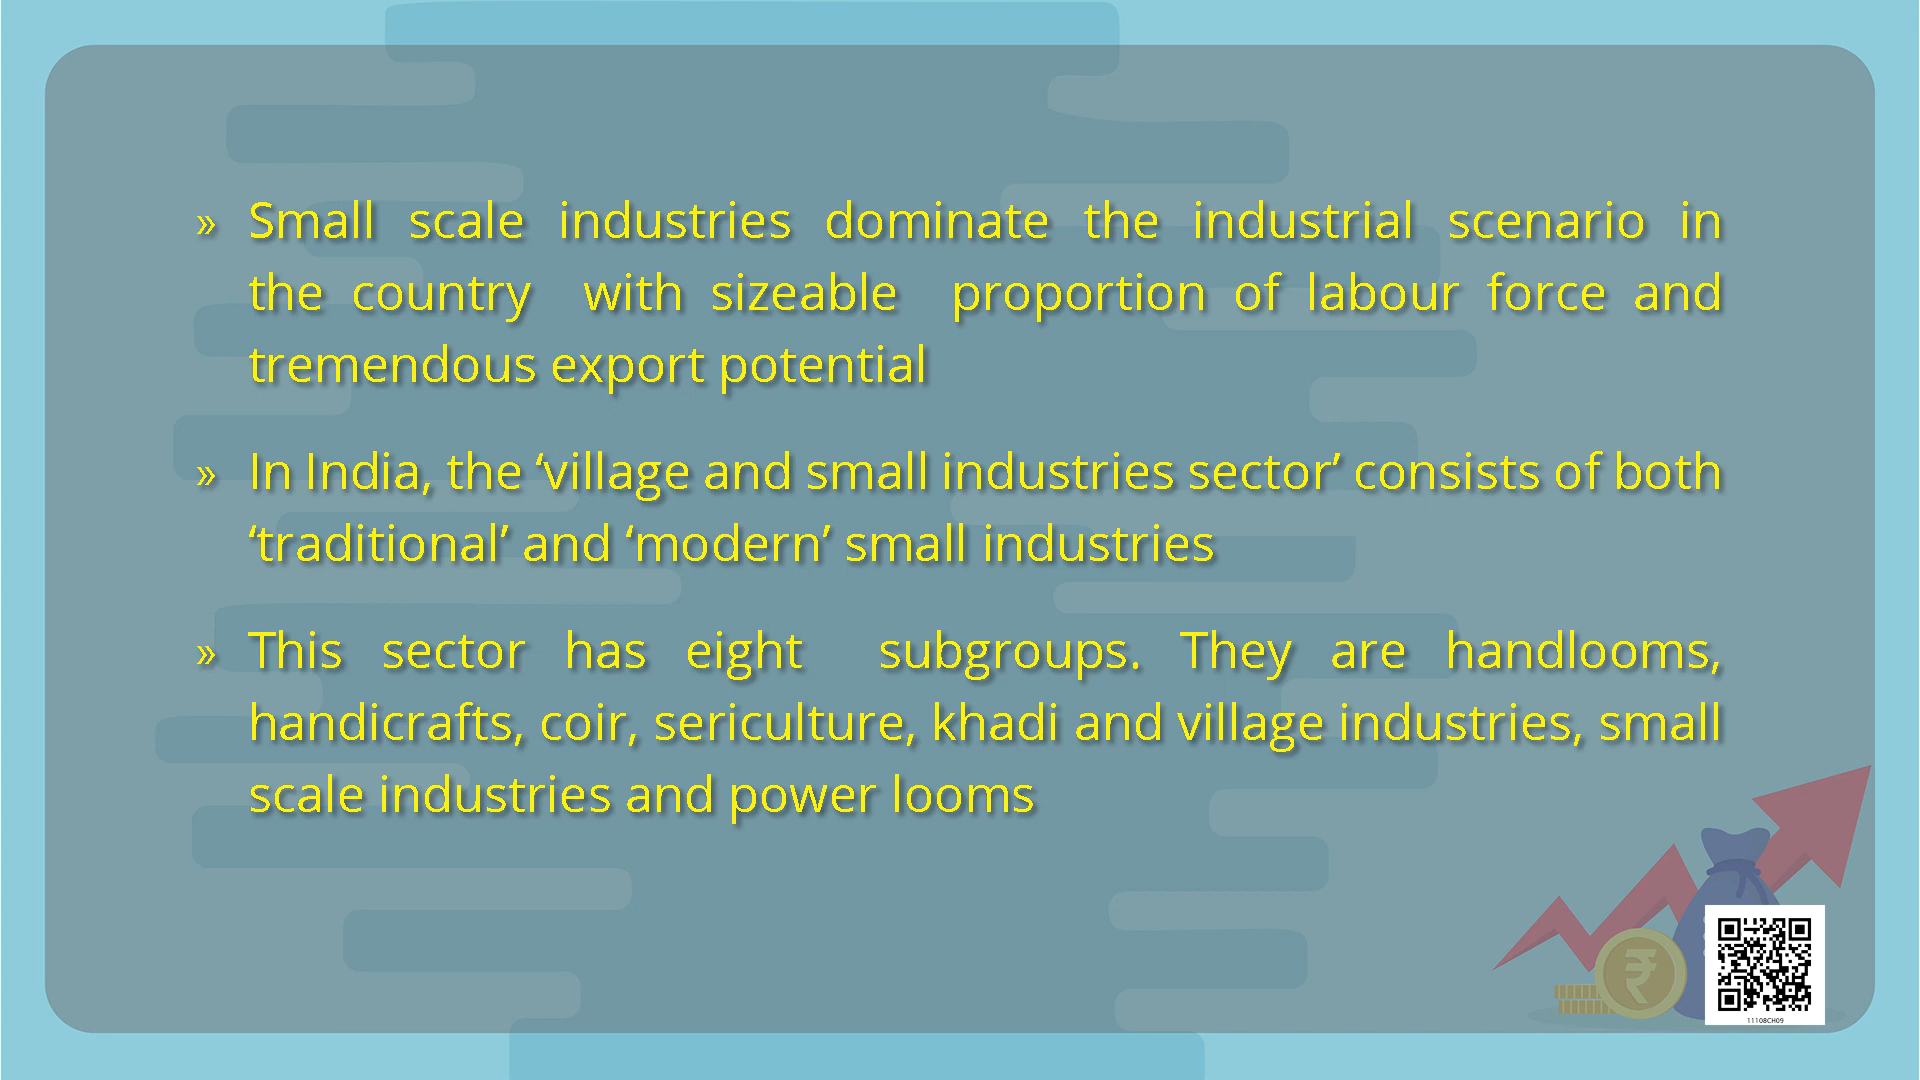 » Small scale industries dominate the industrial scenario in
the country with sizeable proportion of labour force and
tremendous export potential
» In India, the ‘village and small industries sector’ consists of both
‘traditional’ and ‘modern’ small industries
» This sector has eight subgroups. They are handlooms,
handicrafts, coir, sericulture, khadi and village industries, small
scale industries and power looms
₹
11108CH09